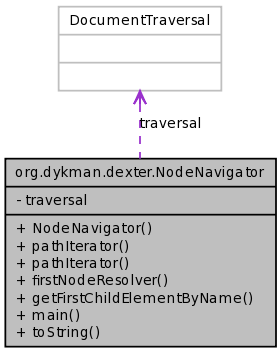 DocumentTraversal
traversal
org.dykman.dexter.NodeNavigator
- traversal
+ NodeNavigator()
+ pathIterator()
+ pathIterator()
+ firstNodeResolver()
+ getFirstChildElementByName()
+ main()
+ toString()